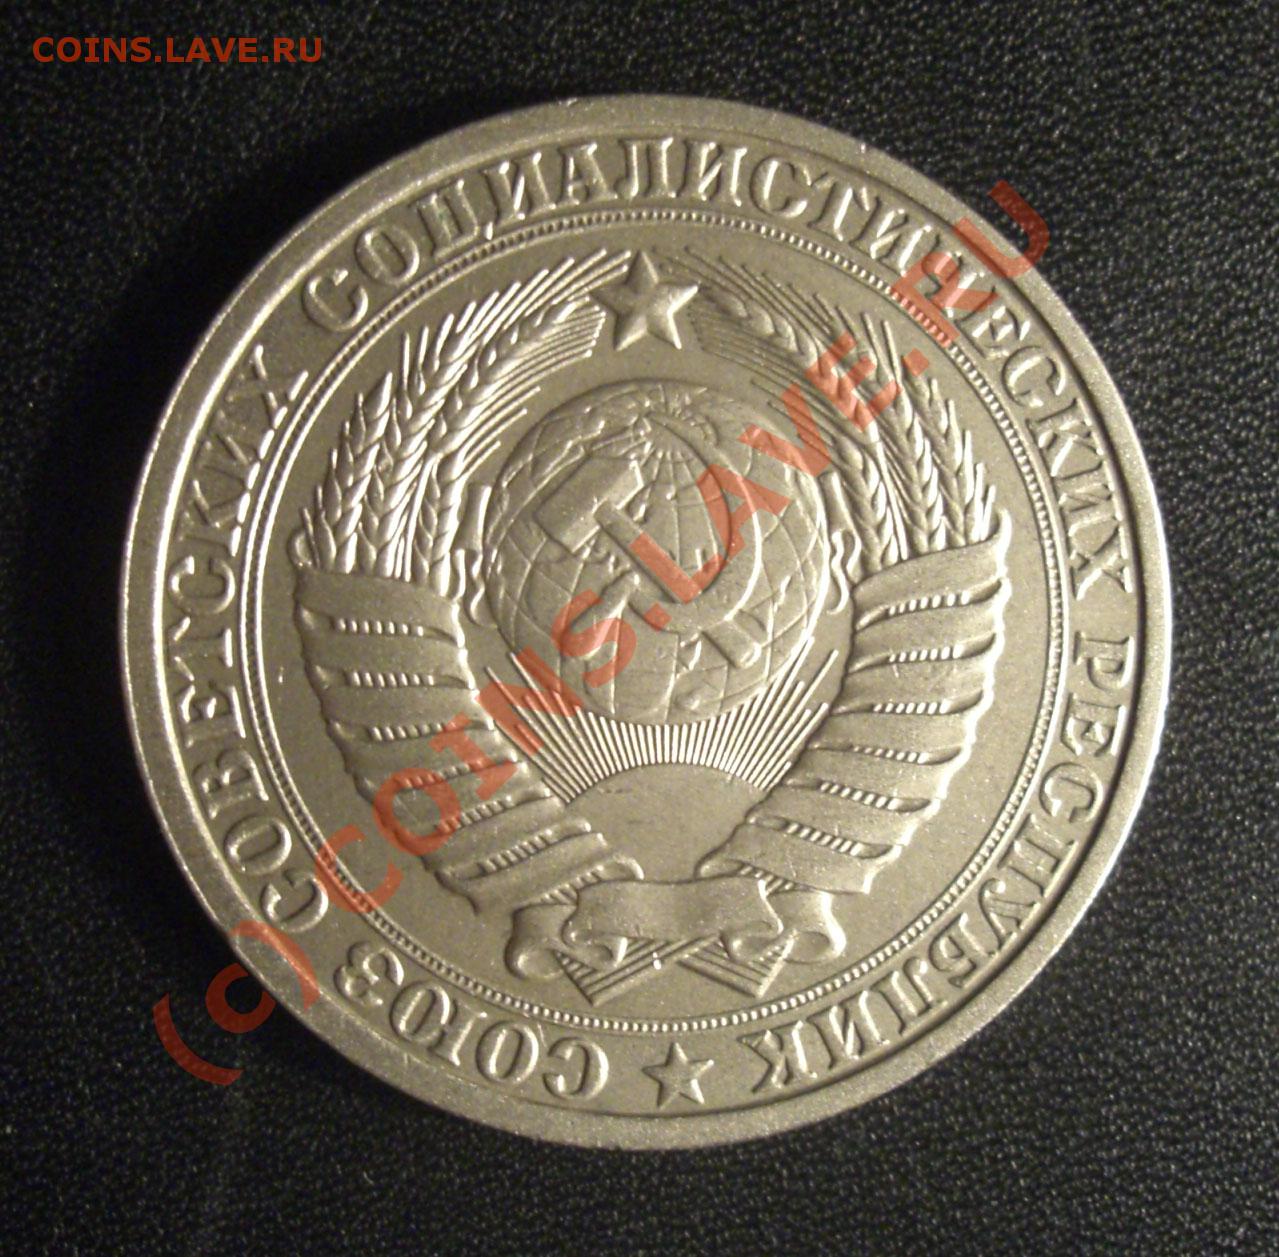 COINS.LAVE.RU
СОЮЗ СОВЕТСКИХ СОЦИАЛИСТИЧЕСКИХ РЕСПУБЛИК
(c) COINS.LAVE.RU